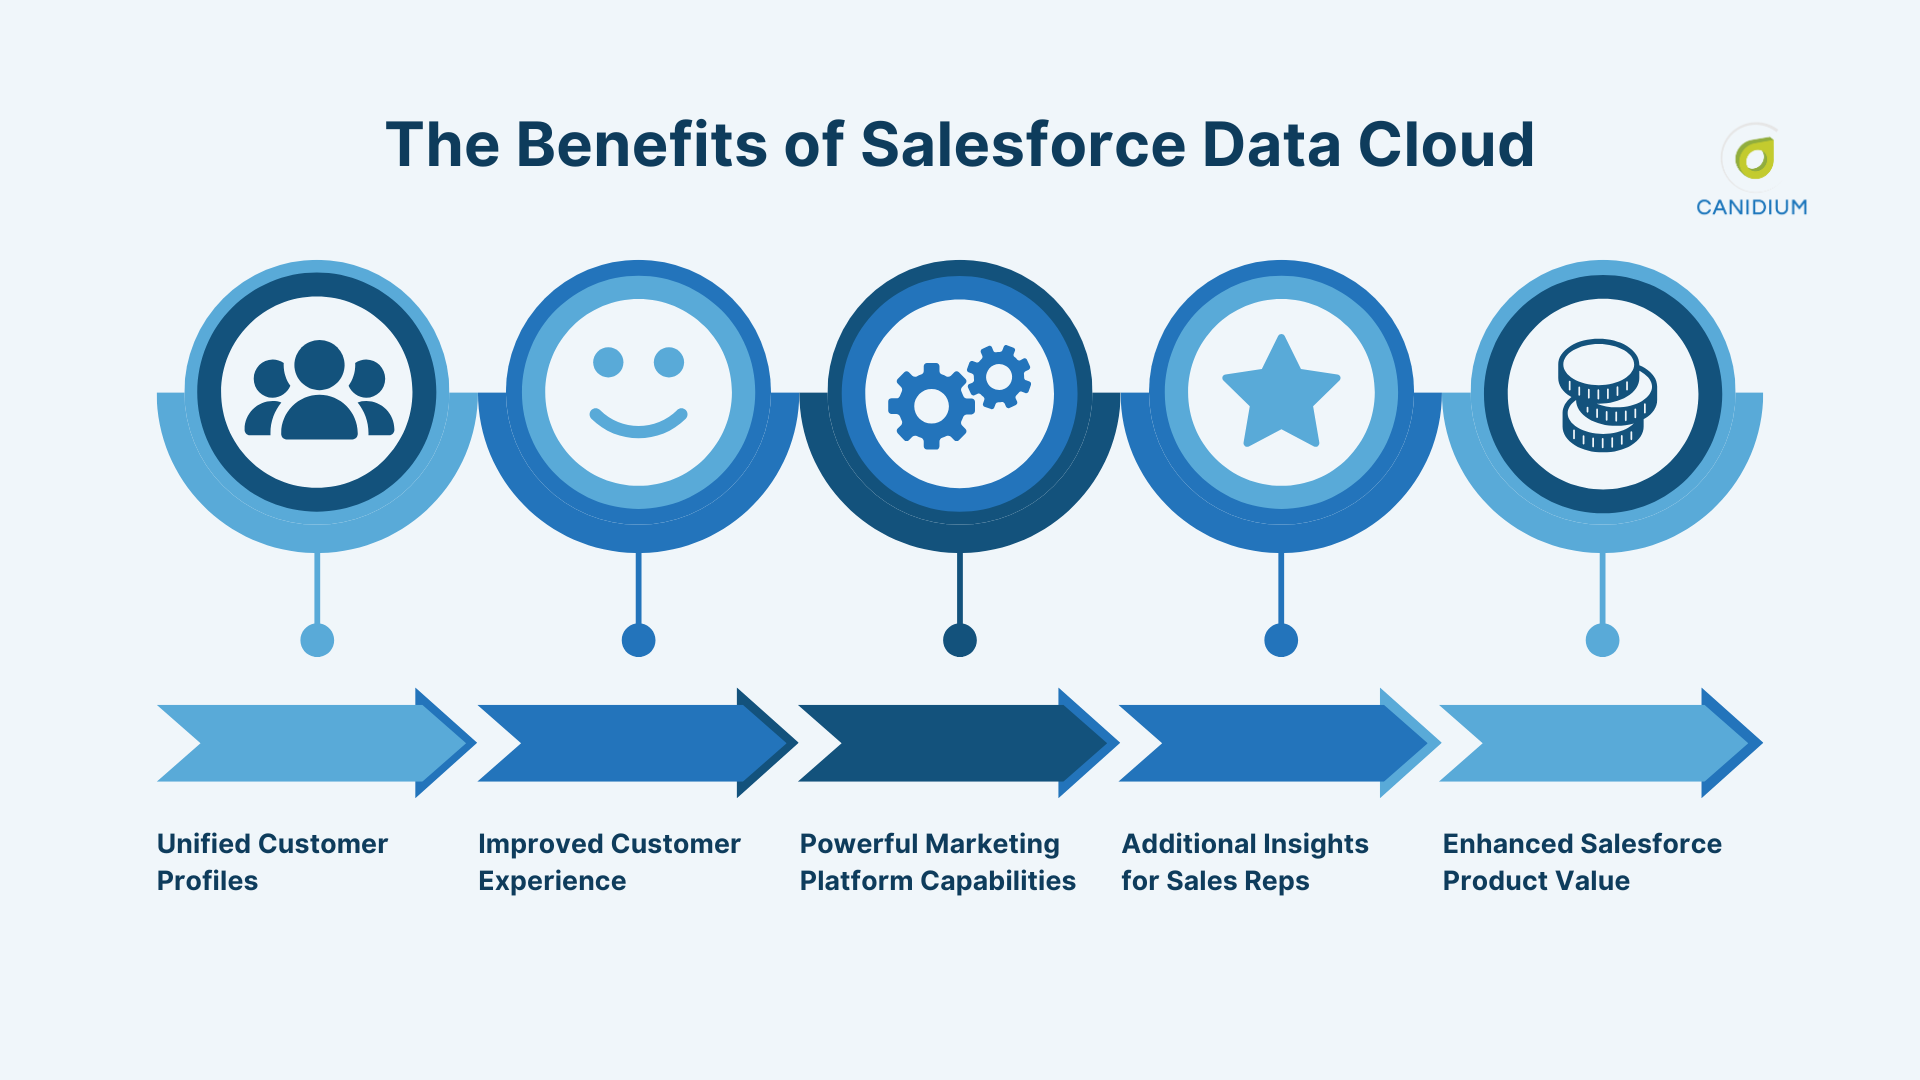 The Benefits of Salesforce Data Cloud
CANIDIUM
Unified Customer
Profiles
Improved Customer
Experience
Powerful Marketing
Platform Capabilities
Additional Insights
for Sales Reps
Enhanced Salesforce
Product Value